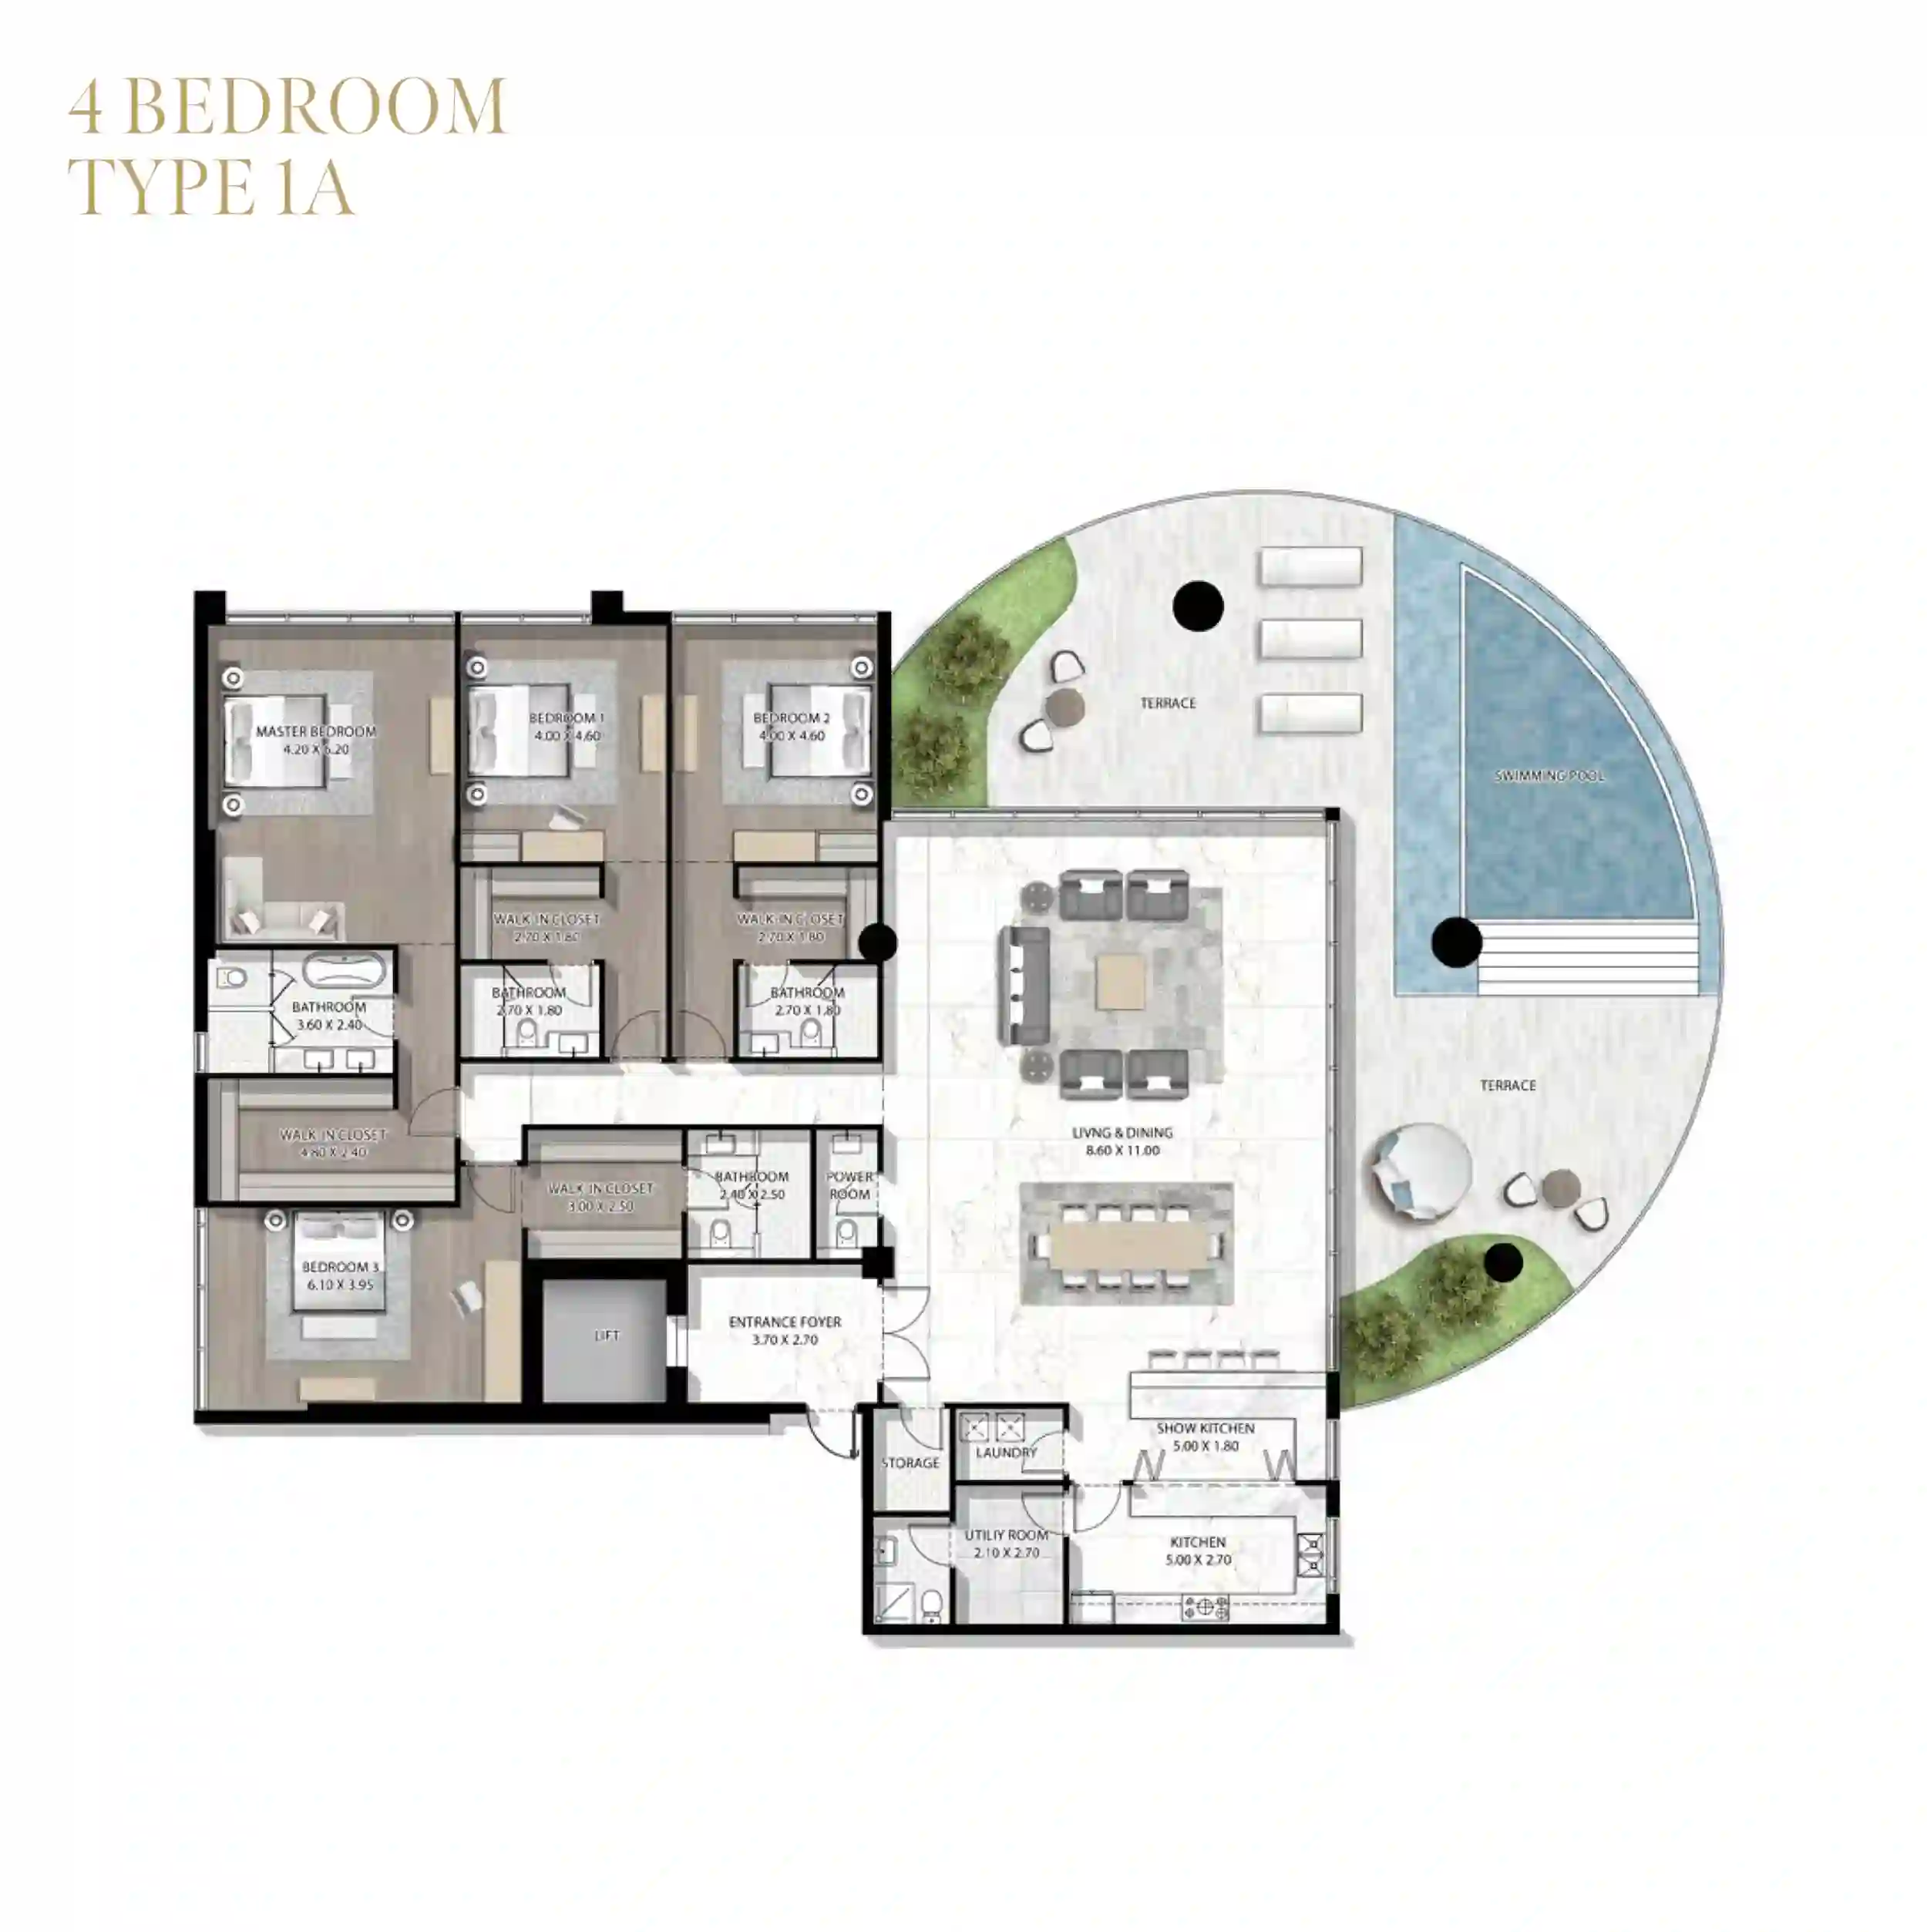 4 BEDROOM
TYPE 1A
MASTER BEDROOM
4.20 X 6.20
BEDROOM 1
4.00 X 4.60
BEDROOM 2
4.00 X 4.60
TERRACE
SWIMMING POOL
WALK IN CLOSET
2.70 X 1.80
WALK IN CLOSET
2.70 X 1.80
BATHROOM
3.60 X 2.40
BATHROOM
2.70 X 1.80
BATHROOM
2.70 X 1.80
TERRACE
WALK IN CLOSET
4.80 X 2.40
LIVNG & DINING
8.60 X 11.00
WALK IN CLOSET
3.00 X 2.50
BATHROOM
2.40 X 2.50
POWER
ROOM
BEDROOM 3
6.10 X 3.95
LIFT
ENTRANCE FOYER
3.70 X 2.70
STORAGE
LAUNDRY
SHOW KITCHEN
5.00 X 1.80
UTILIY ROOM
2.10 X 2.70
KITCHEN
5.00 X 2.70